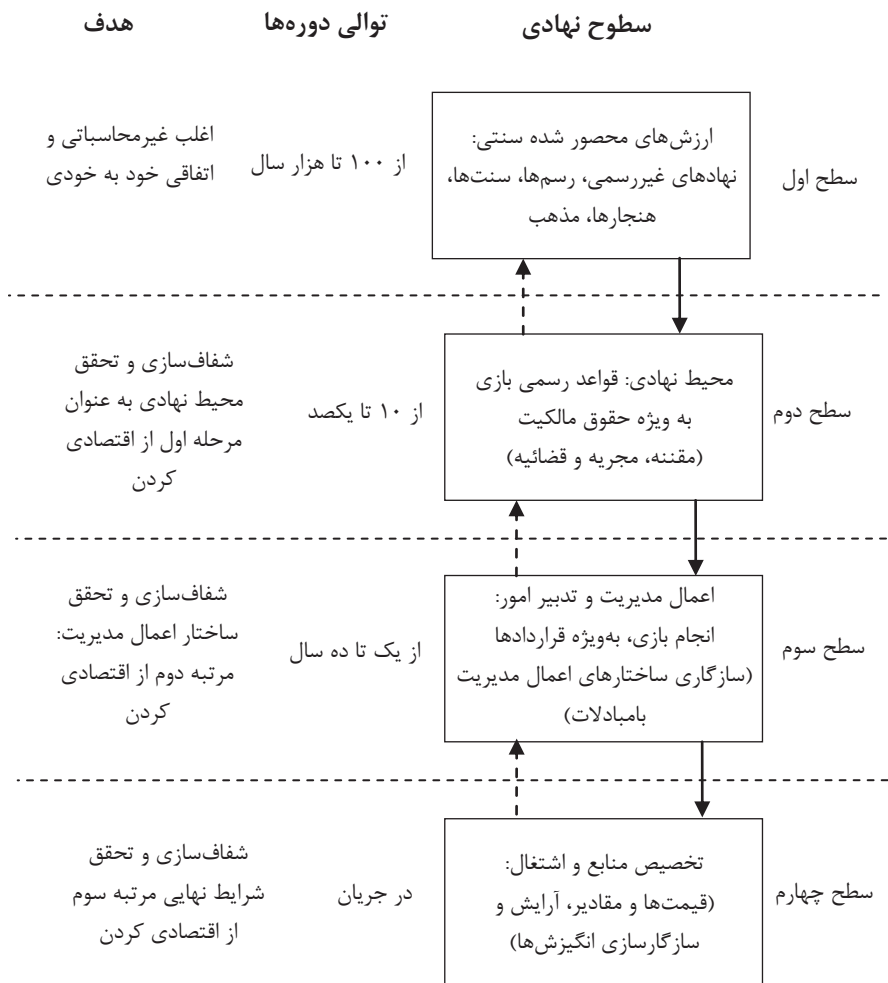 سطوح نهادی
توالی دوره‌ها
هدف
سطح اول
ارزش‌های محصور شده سنتی:
نهادهای غیررسمی، رسم‌ها، سنت‌ها،
هنجارها، مذهب
از ۱۰۰ تا هزار سال
اغلب غیرمحاسباتی و
اتفاقی خود به خودی
سطح دوم
محیط نهادی: قواعد رسمی بازی
به ویژه حقوق مالکیت
(مقننه، مجریه و قضائیه)
از ۱۰ تا یکصد
شفاف‌سازی و تحقق
محیط نهادی به عنوان
مرحله اول از اقتصادی
کردن
سطح سوم
اعمال مدیریت و تدبیر امور:
انجام بازی، به‌ویژه قراردادها
(سازگاری ساختارهای اعمال مدیریت
بامبادلات)
از یک تا ده سال
شفاف‌سازی و تحقق
ساختار اعمال مدیریت:
مرتبه دوم از اقتصادی
کردن
سطح چهارم
تخصیص منابع و اشتغال:
(قیمت‌ها و مقادیر، آرایش و
سازگارسازی انگیزش‌ها)
در جریان
شفاف‌سازی و تحقق
شرایط نهایی مرتبه سوم
از اقتصادی کردن